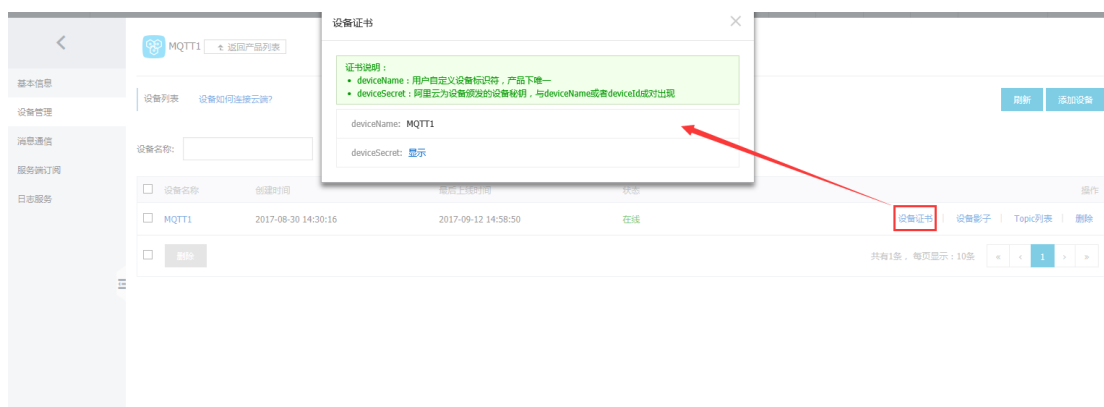 设备证书
MQTT1 返回产品列表
证书说明：
deviceName：用户自定义设备标识符，产品下唯一
deviceSecret：阿里云为设备颁发的设备秘钥，与deviceName或者deviceId成对出现
基本信息
设备管理
消息通信
服务端订阅
日志服务
设备列表 设备如何连接云端?
刷新 添加设备
deviceName: MQTT1
deviceSecret: 显示
设备名称:
设备名称 创建时间 最后上线时间 状态 操作
MQTT1 2017-08-30 14:30:16 2017-09-12 14:58:50 在线 设备证书 设备影子 Topic列表 删除
删除 共有1条，每页显示：10条 « ‹ 1 › »